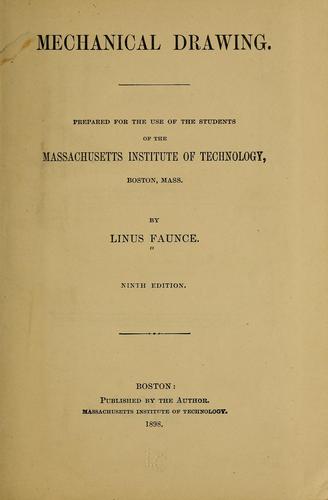 MECHANICAL DRAWING.
PREPARED FOR THE USE OF THE STUDENTS
OF THE
MASSACHUSETTS INSTITUTE OF TECHNOLOGY,
BOSTON, MASS.
BY
LINUS FAUNCE.
NINTH EDITION.
BOSTON:
PUBLISHED BY THE AUTHOR.
MASSACHUSETTS INSTITUTE OF TECHNOLOGY.
1898.